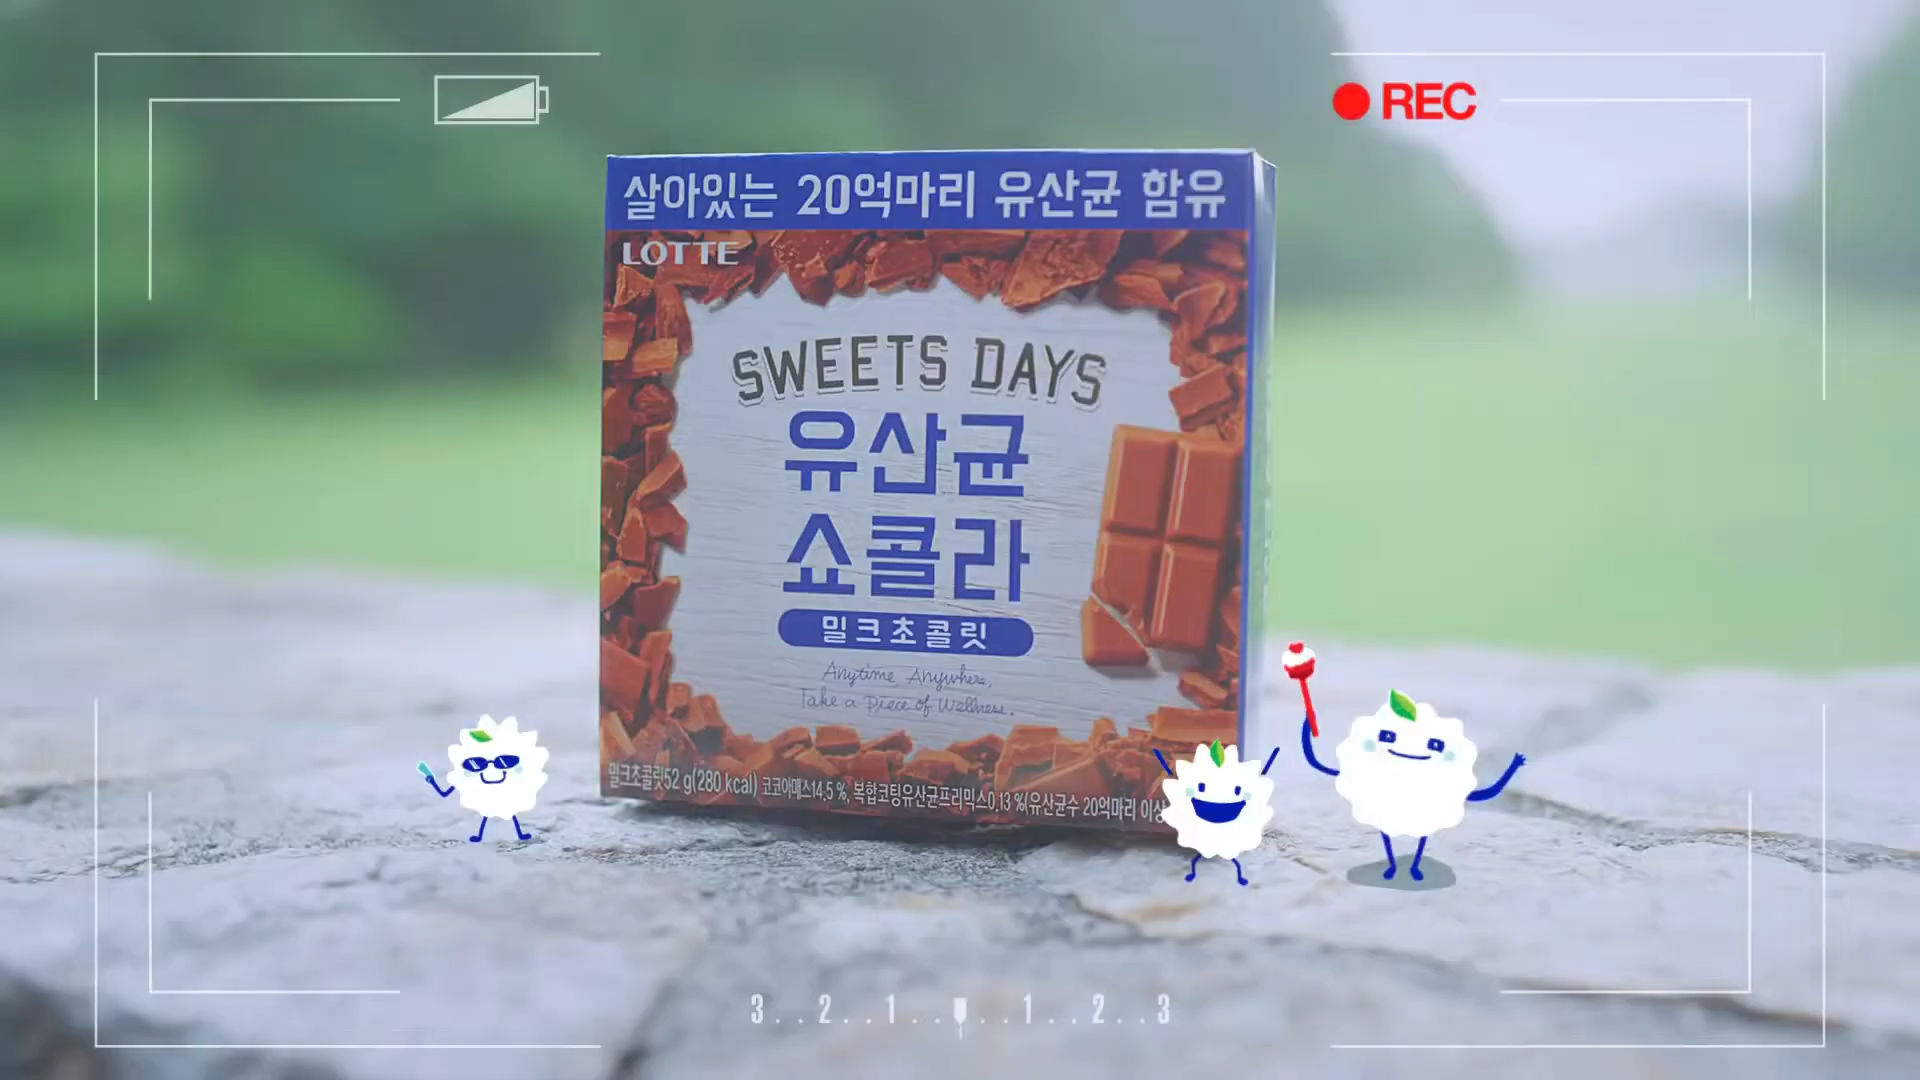 REC
살아있는 20억마리 유산균 함유
LOTTE
SWEETS DAYS
유산균
쇼콜라
밀크초콜릿
Anytime, Anywhere,
Take a Piece of Wellness.
밀크초콜릿52 g(280 kcal) 코코아매스14.5 %, 복합코팅유산균프리믹스0.13 %(유산균수 20억마리 이상
3..2..1.. ..1..2..3